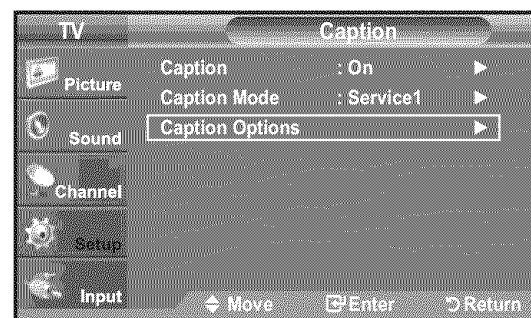 TV
Caption
Picture
Sound
Channel
Setup
Input
Caption : On ►
Caption Mode : Service1 ►
Caption Options ►
Move Enter Return